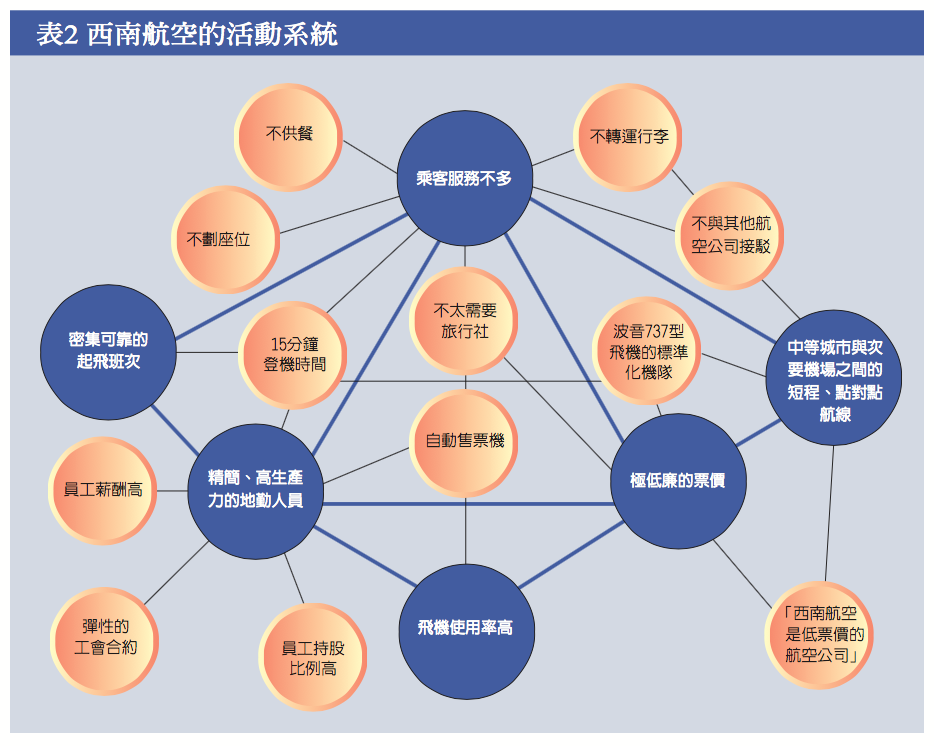 表2 西南航空的活動系統
不供餐
不轉運行李
乘客服務不多
不劃座位
不與其他航
空公司接駁
密集可靠的
起飛班次
15分鐘
登機時間
不太需要
旅行社
波音737型
飛機的標準
化機隊
中等城市與次
要機場之間的
短程、點對點
航線
員工薪酬高
精簡、高生產
力的地勤人員
自動售票機
極低廉的票價
彈性的
工會合約
員工持股
比例高
飛機使用率高
「西南航空
是低票價的
航空公司」